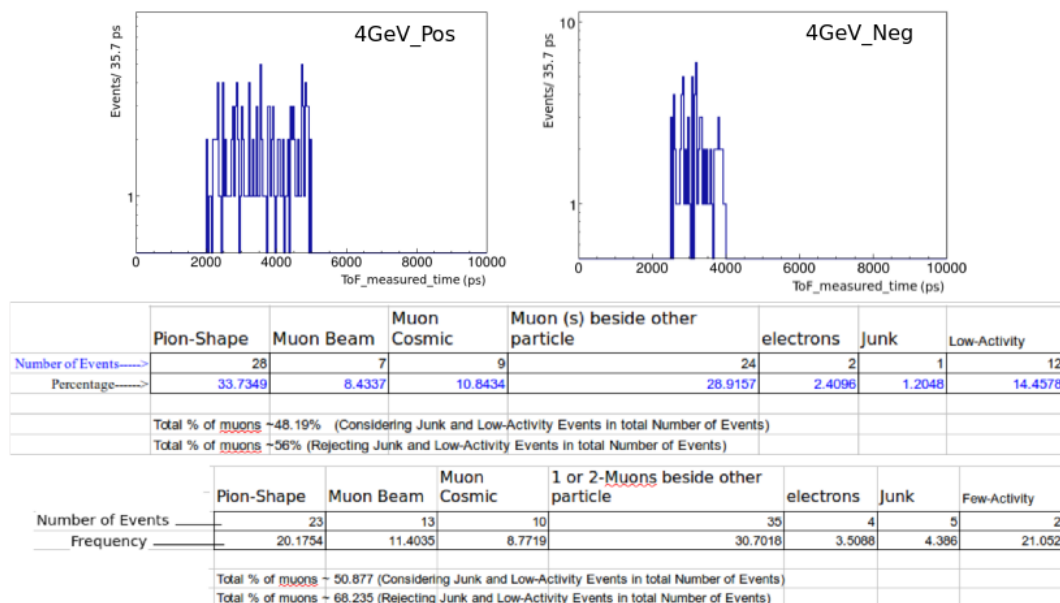 4GeV_Pos
Events/ 35.7 ps
1
0 2000 4000 6000 8000 10000
ToF_measured_time (ps)
4GeV_Neg
Events/ 35.7 ps
10
1
0 2000 4000 6000 8000 10000
ToF_measured_time (ps)
Pion-Shape Muon Beam Muon Cosmic Muon (s) beside other particle electrons Junk Low-Activity
Number of Events-----> 28 7 9 24 2 1 12
Percentage-----> 33.7349 8.4337 10.8434 28.9157 2.4096 1.2048 14.4578
Total % of muons ~48.19% (Considering Junk and Low-Activity Events in total Number of Events)
Total % of muons ~56% (Rejecting Junk and Low-Activity Events in total Number of Events)
Pion-Shape Muon Beam Muon Cosmic 1 or 2-Muons beside other particle electrons Junk Few-Activity
Number of Events 23 13 10 35 4 5 2
Frequency 20.1754 11.4035 8.7719 30.7018 3.5088 4.386 21.052
Total % of muons ~ 50.877 (Considering Junk and Low-Activity Events in total Number of Events)
Total % of muons ~ 68.235 (Rejecting Junk and Low-Activity Events in total Number of Events)